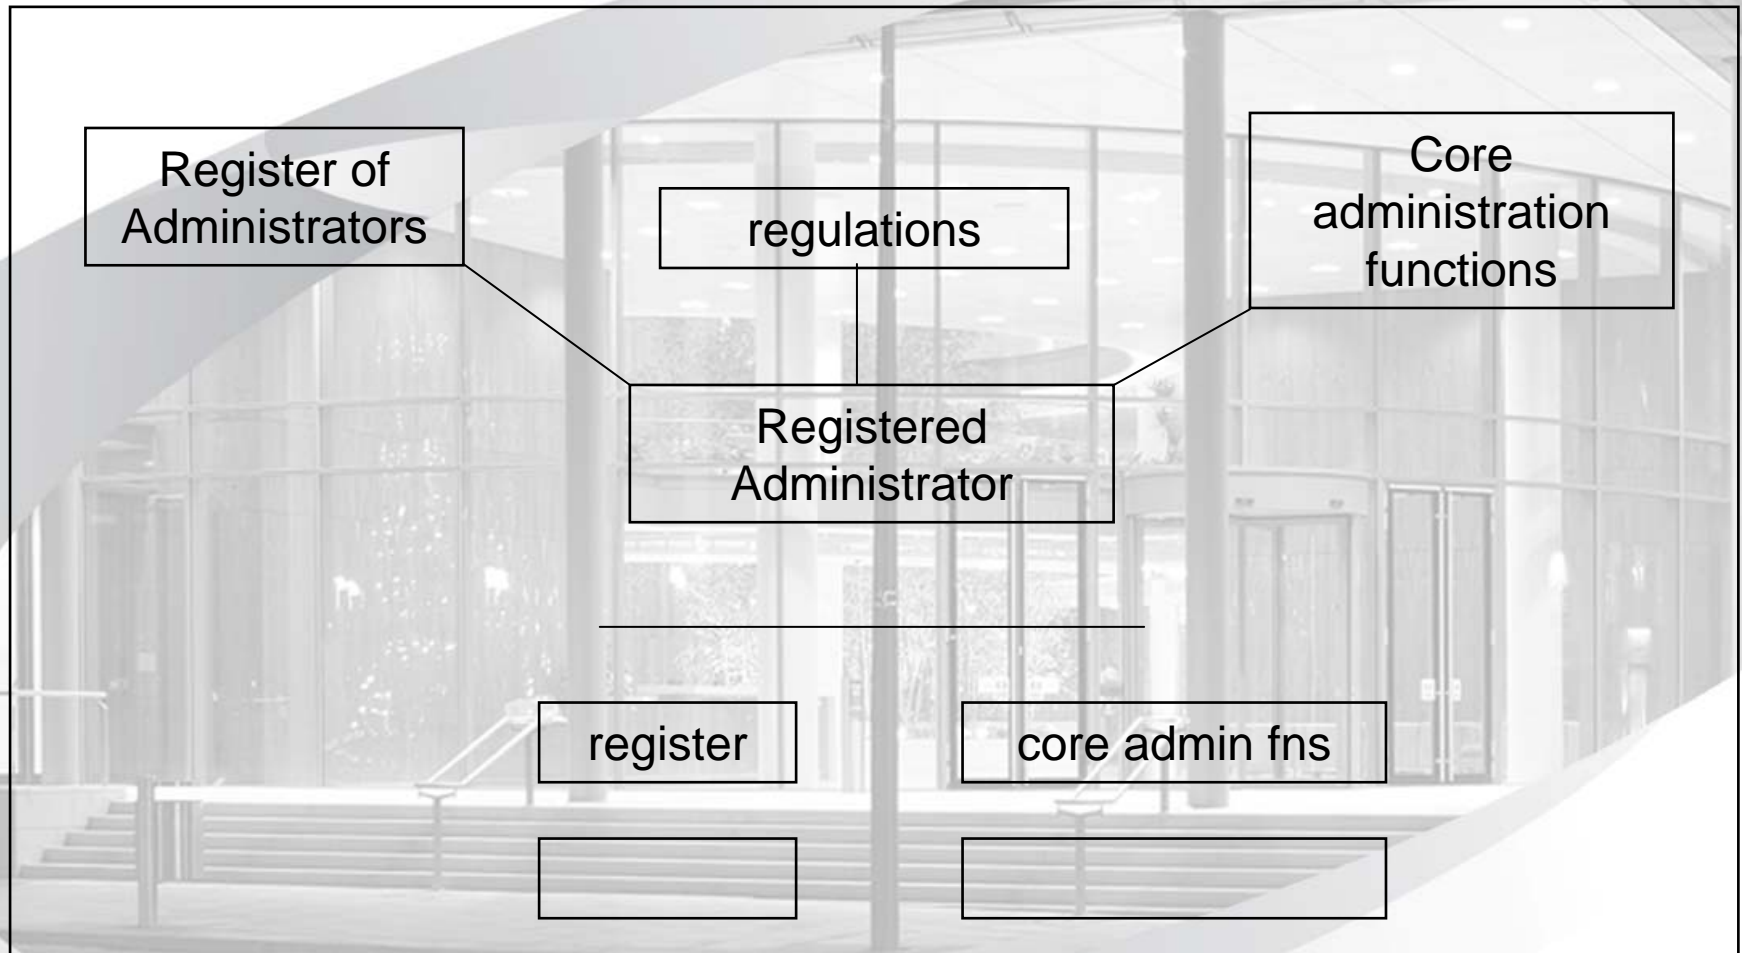 Register of
Administrators
regulations
Core
administration
functions
Registered
Administrator
register
core admin fns